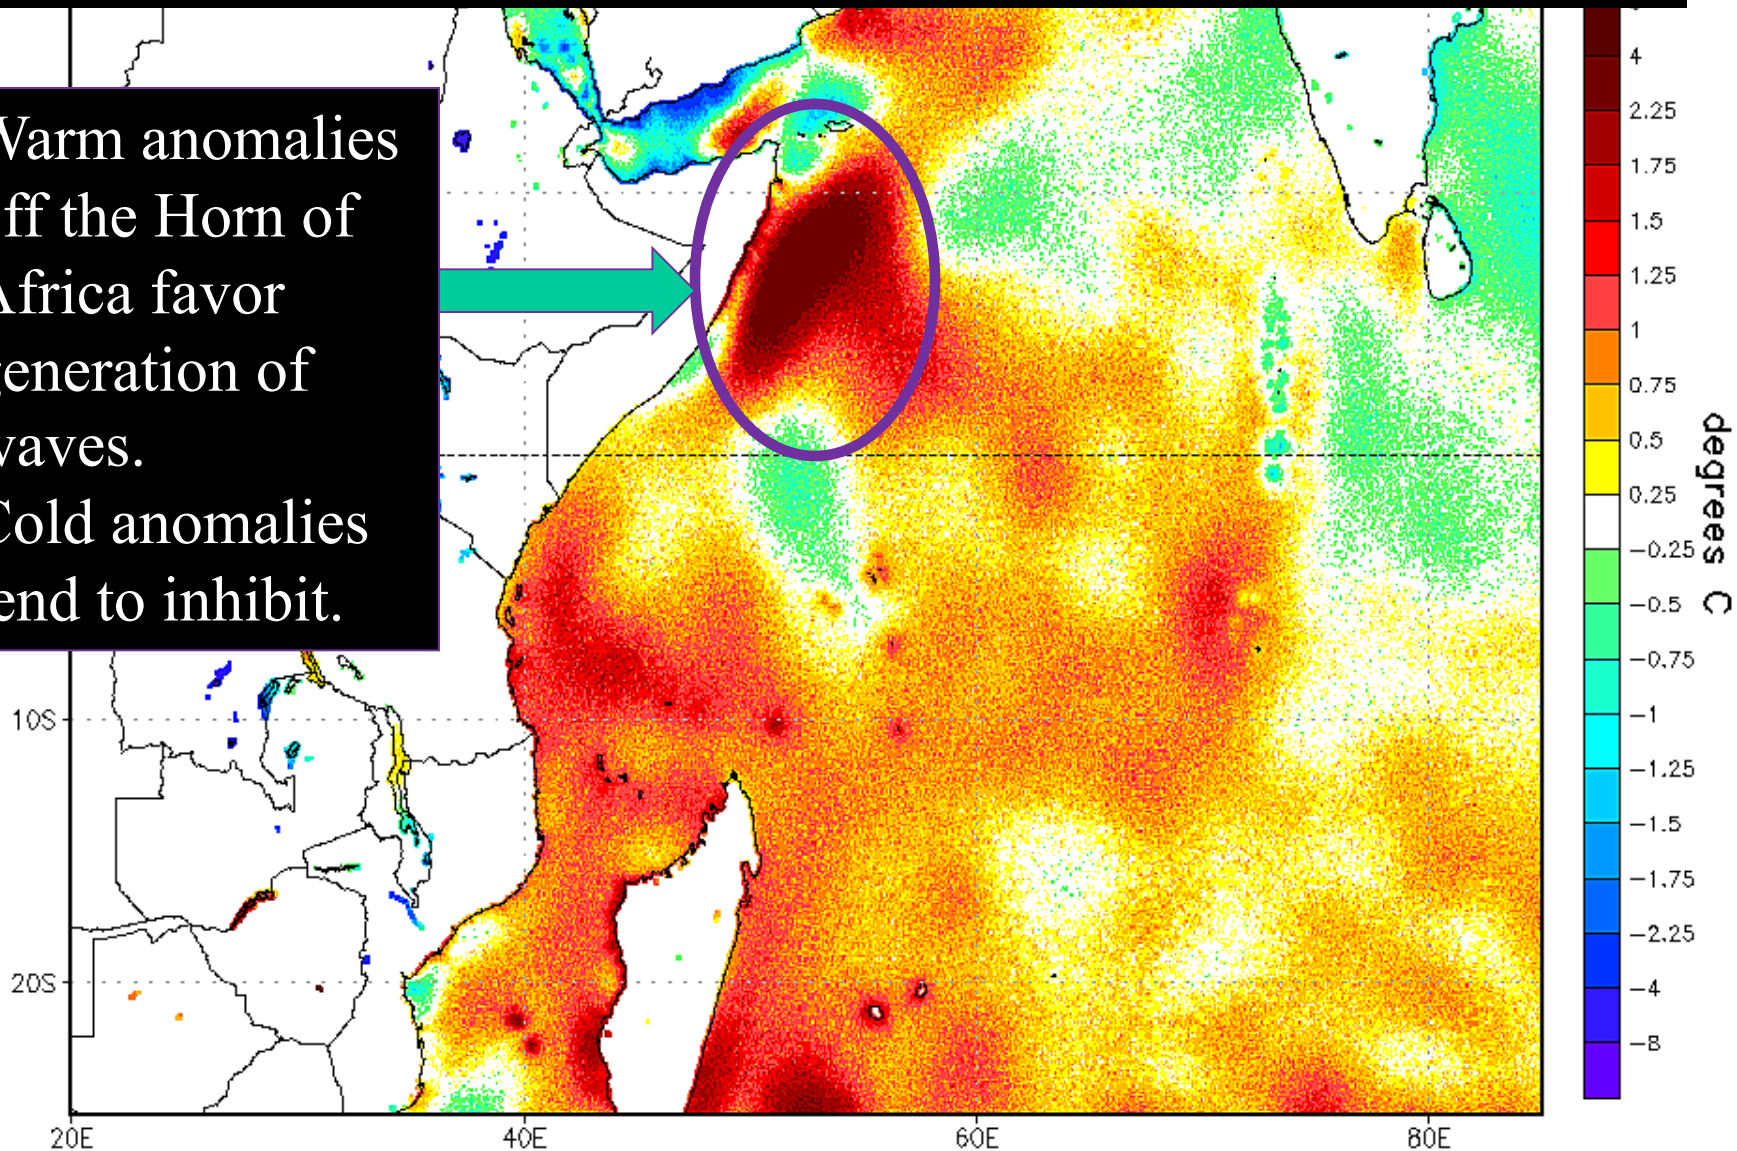 Warm anomalies
ff the Horn of
Africa favor
generation of
waves.
Cold anomalies
end to inhibit.
10S
20S
20E
40E
60E
80E
4
2.25
1.75
1.5
1.25
1
0.75
0.5
0.25
−0.25
−0.5
−0.75
−1
−1.25
−1.5
−1.75
−2.25
−4
−8
degrees C